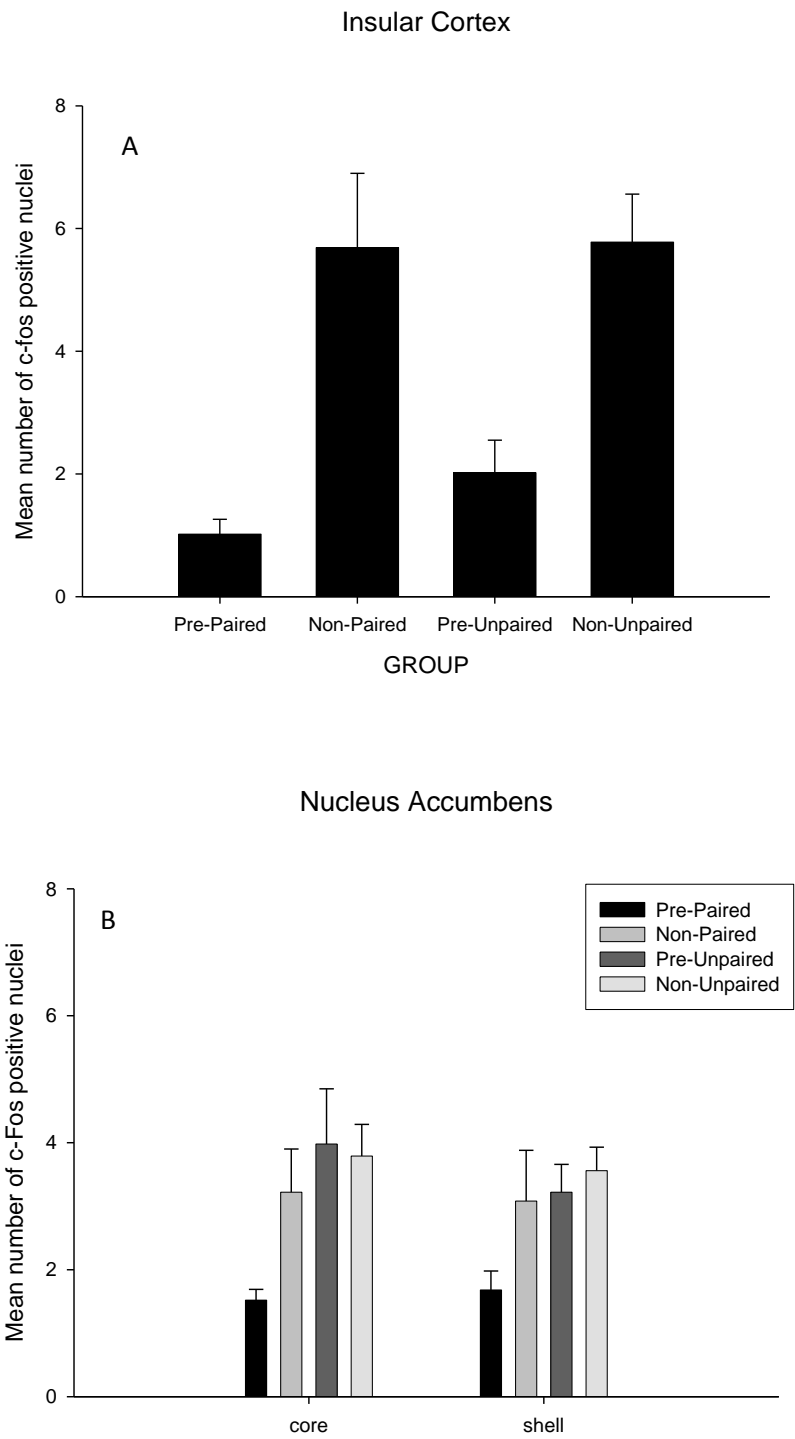 Insular Cortex
A
Mean number of c-fos positive nuclei
8
6
4
2
0
Pre-Paired Non-Paired Pre-Unpaired Non-Unpaired
GROUP
Nucleus Accumbens
B
Mean number of c-Fos positive nuclei
8
6
4
2
0
Pre-Paired
Non-Paired
Pre-Unpaired
Non-Unpaired
core shell